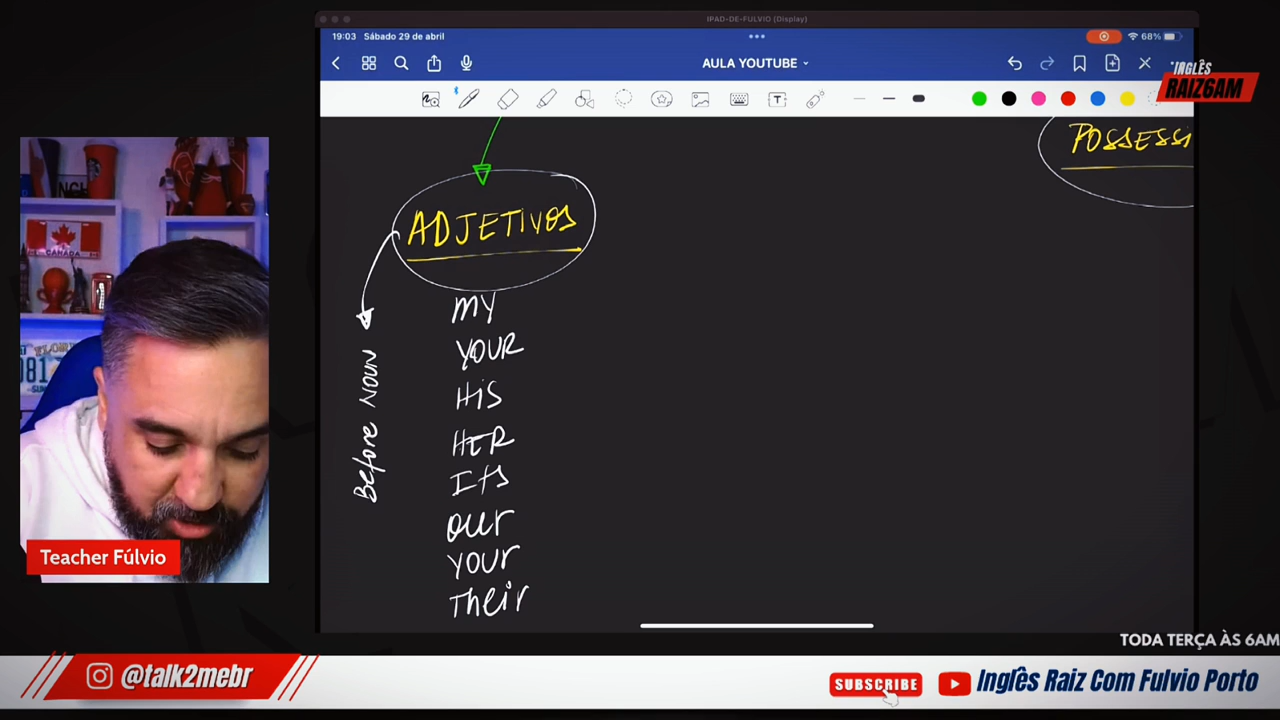 IPAD-DE-FULVIO (Display)
19:03 Sábado 29 de abril
68%
AULA YOUTUBE
INGLÊS
RAIZ6AM
POSSESSI
ADJETIVOS
MY
YOUR
HIS
HER
ITS
OUR
YOUR
THEIR
Before NOUN
CANADA
Teacher Fúlvio
TODA TERÇA ÀS 6AM
@talk2mebr
SUBSCRIBE
Inglês Raiz Com Fulvio Porto